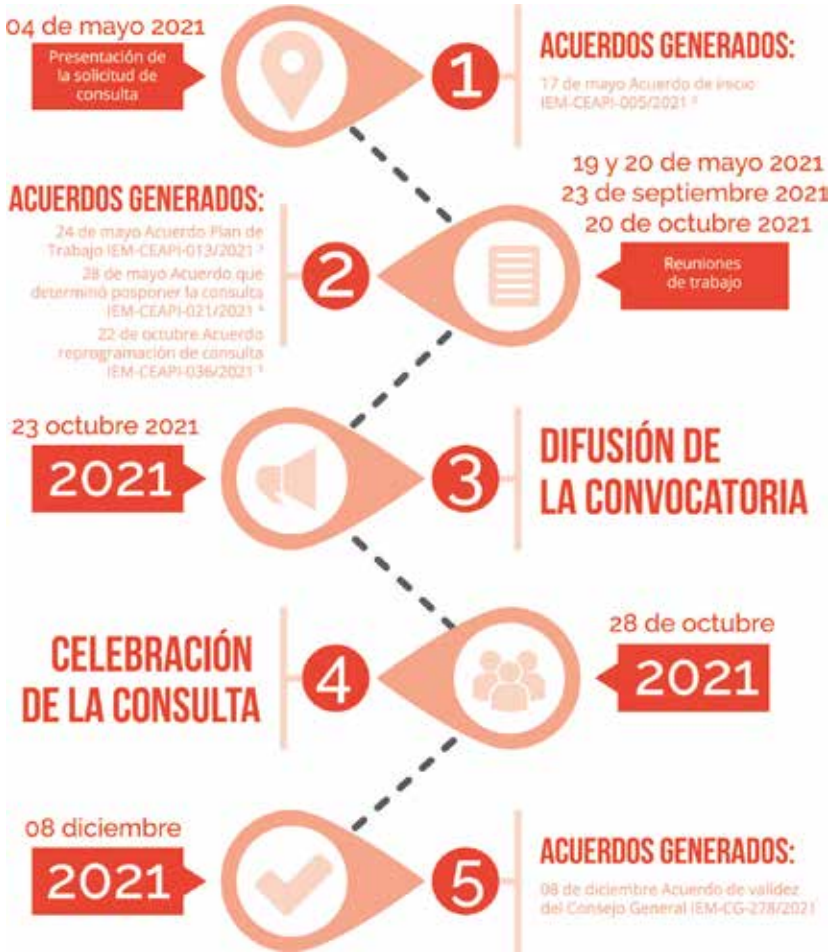 04 de mayo 2021
Presentación de
la solicitud de
consulta
1
ACUERDOS GENERADOS:
17 de mayo Acuerdo de inicio
IEM-CEAPI-005/2021 ²
19 y 20 de mayo 2021
23 de septiembre 2021
20 de octubre 2021
Reuniones
de trabajo
2
ACUERDOS GENERADOS:
24 de mayo Acuerdo Plan de
Trabajo IEM-CEAPI-013/2021 ³
28 de mayo Acuerdo que
determinó posponer la consulta
IEM-CEAPI-021/2021 ⁴
22 de octubre Acuerdo
reprogramación de consulta
IEM-CEAPI-036/2021 ⁵
23 octubre 2021
2021
3
DIFUSIÓN DE
LA CONVOCATORIA
CELEBRACIÓN
DE LA CONSULTA
4
28 de octubre
2021
08 diciembre
2021
5
ACUERDOS GENERADOS:
08 de diciembre Acuerdo de validez
del Consejo General IEM-CG-278/2021